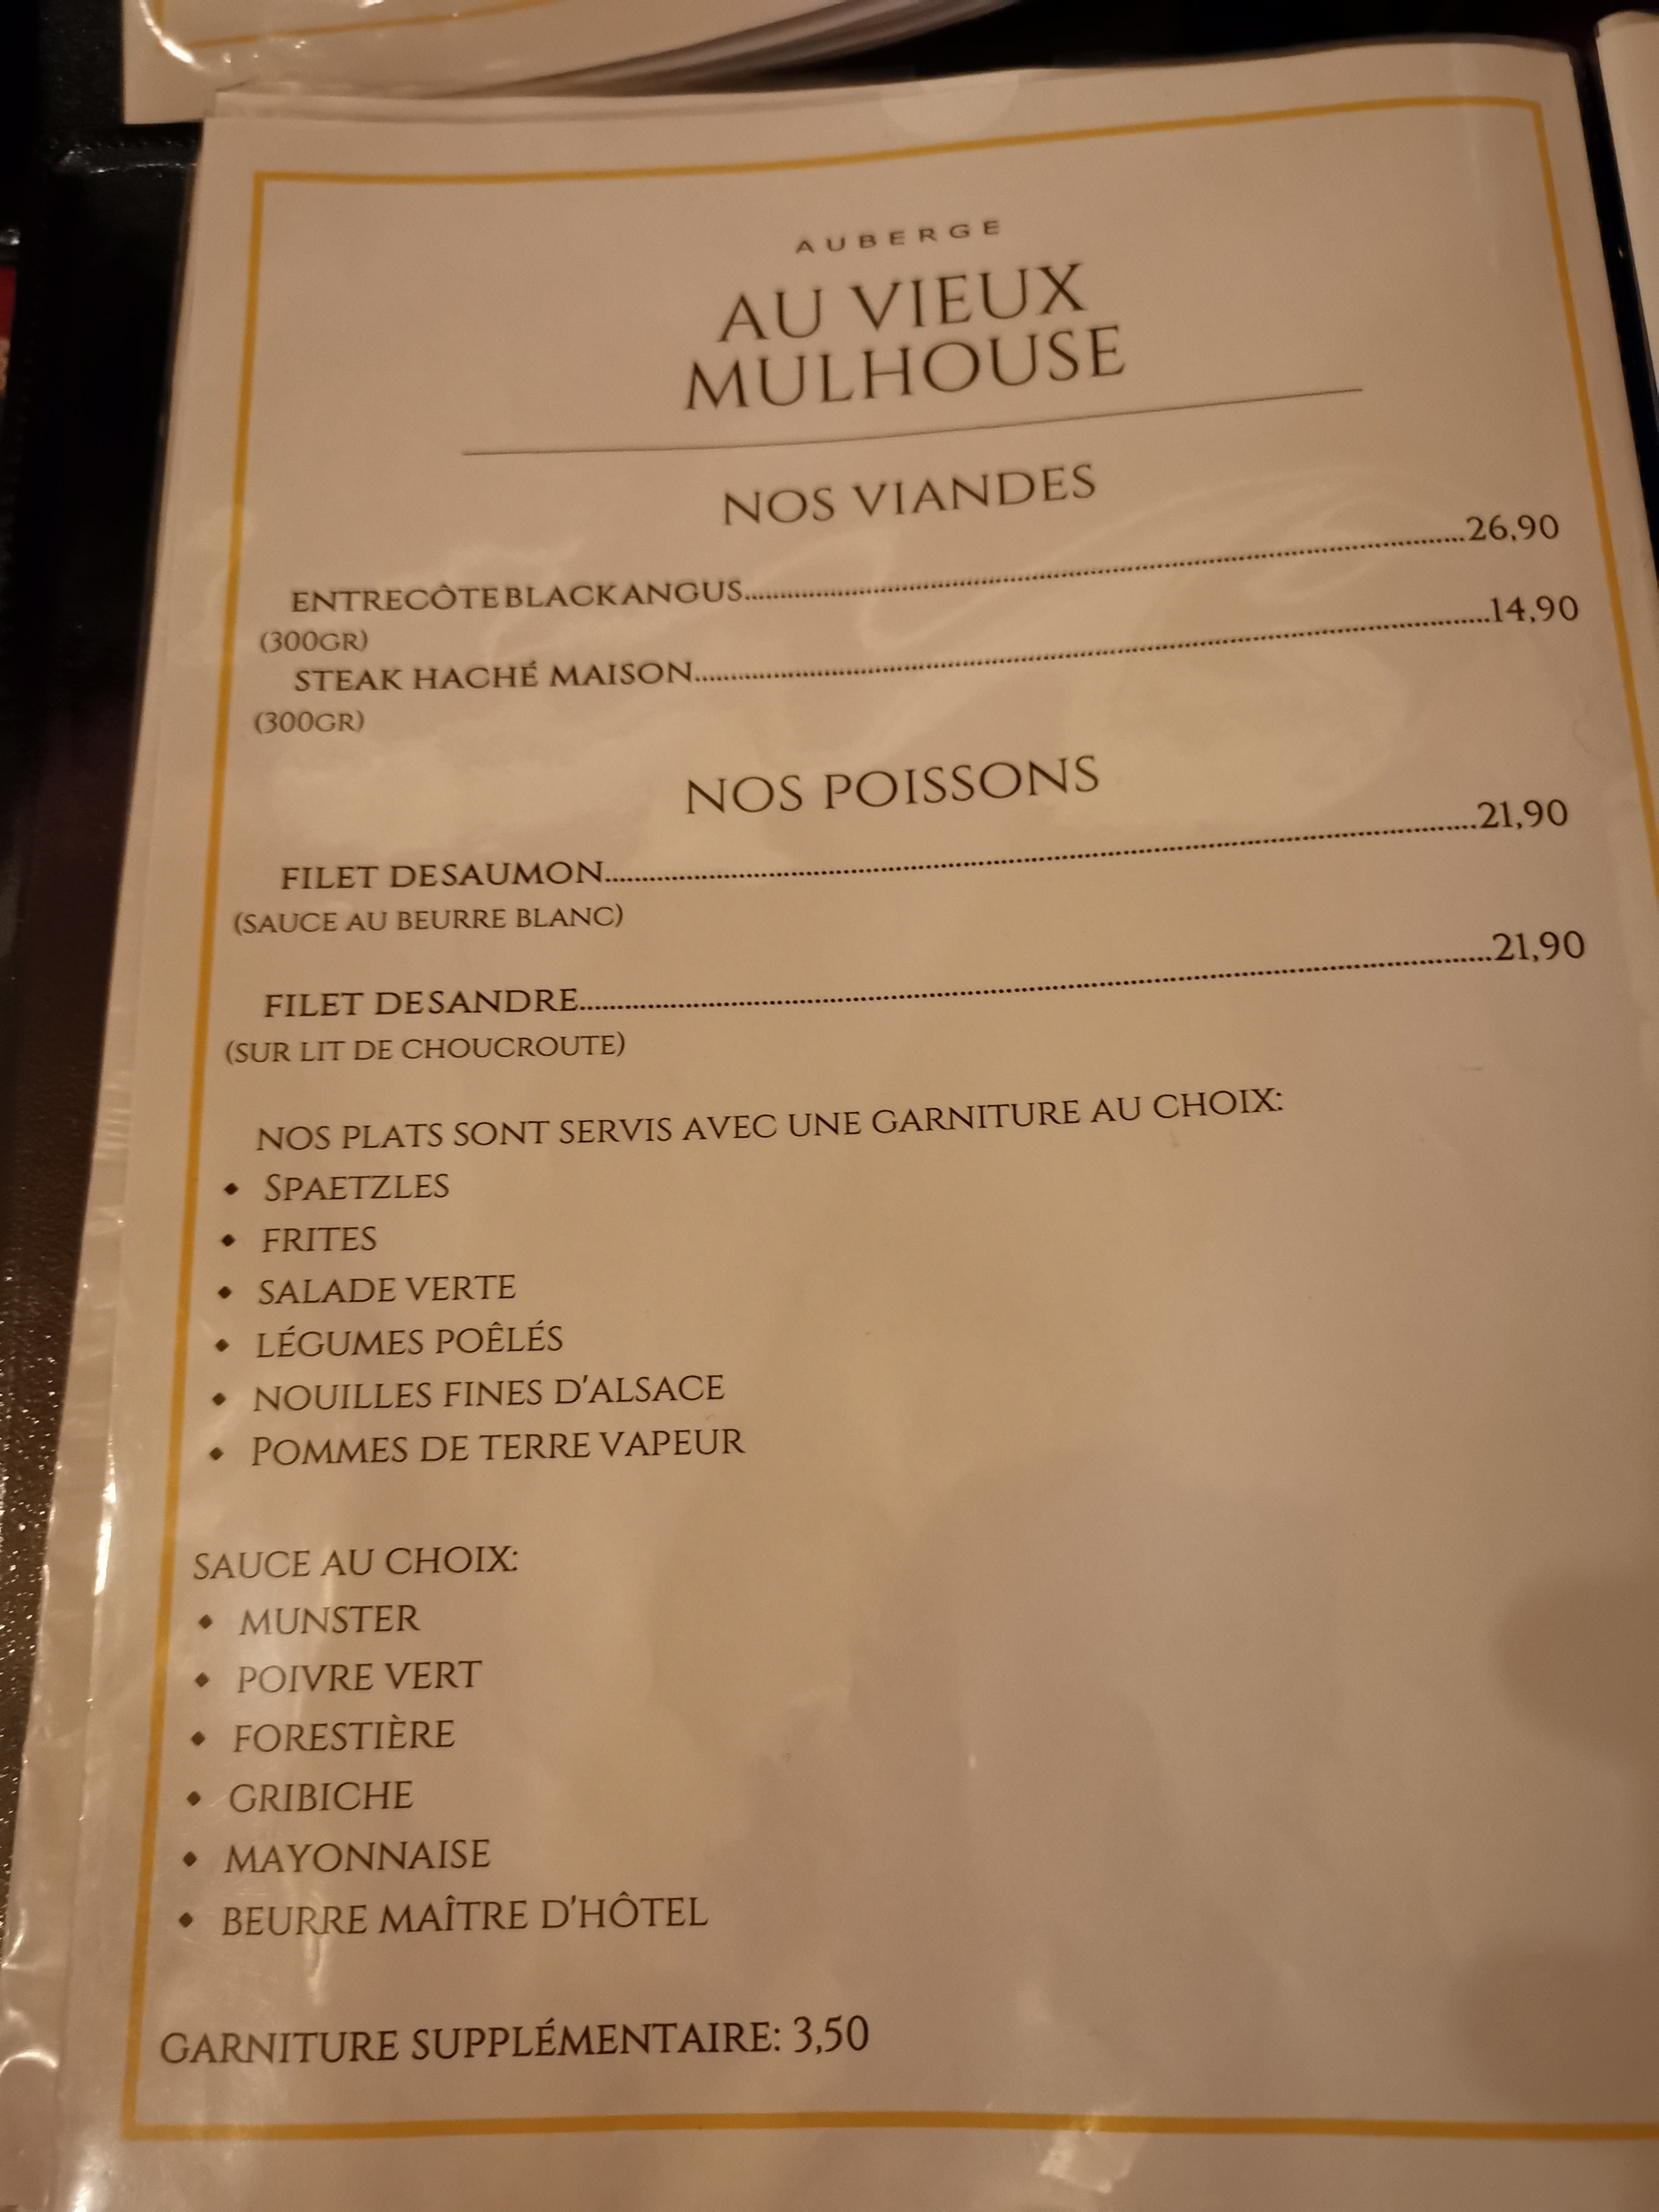 AUBERGE
AU VIEUX
MULHOUSE
NOS VIANDES
ENTRECÔTE BLACK ANGUS..........26,90
(300GR)
STEAK HACHÉ MAISON..........14,90
(300GR)
NOS POISSONS
FILET DE SAUMON..........21,90
(SAUCE AU BEURRE BLANC)
FILET DE SANDRE..........21,90
(SUR LIT DE CHOUCROUTE)
NOS PLATS SONT SERVIS AVEC UNE GARNITURE AU CHOIX:
• SPAETZLES
• FRITES
• SALADE VERTE
• LÉGUMES POÊLÉS
• NOUILLES FINES D'ALSACE
• POMMES DE TERRE VAPEUR
SAUCE AU CHOIX:
• MUNSTER
• POIVRE VERT
• FORESTIÈRE
• GRIBICHE
• MAYONNAISE
• BEURRE MAÎTRE D'HÔTEL
GARNITURE SUPPLÉMENTAIRE: 3,50